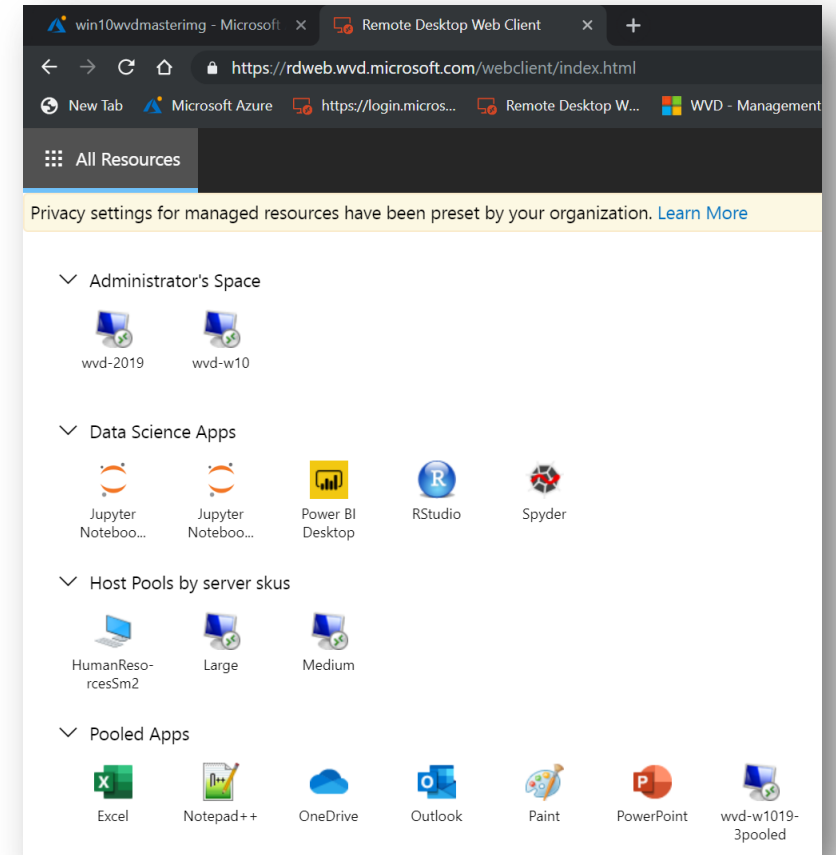 win10wvdmasterimg - Microsoft Remote Desktop Web Client
https://rdweb.wvd.microsoft.com/webclient/index.html
New Tab Microsoft Azure https://login.micros... Remote Desktop W... WVD - Management
All Resources
Privacy settings for managed resources have been preset by your organization. Learn More
Administrator's Space
wvd-2019 wvd-w10
Data Science Apps
Jupyter Jupyter Power BI RStudio Spyder
Noteboo... Noteboo... Desktop
Host Pools by server skus
HumanReso- Large Medium
rcesSm2
Pooled Apps
Excel Notepad++ OneDrive Outlook Paint PowerPoint wvd-w1019-
3pooled